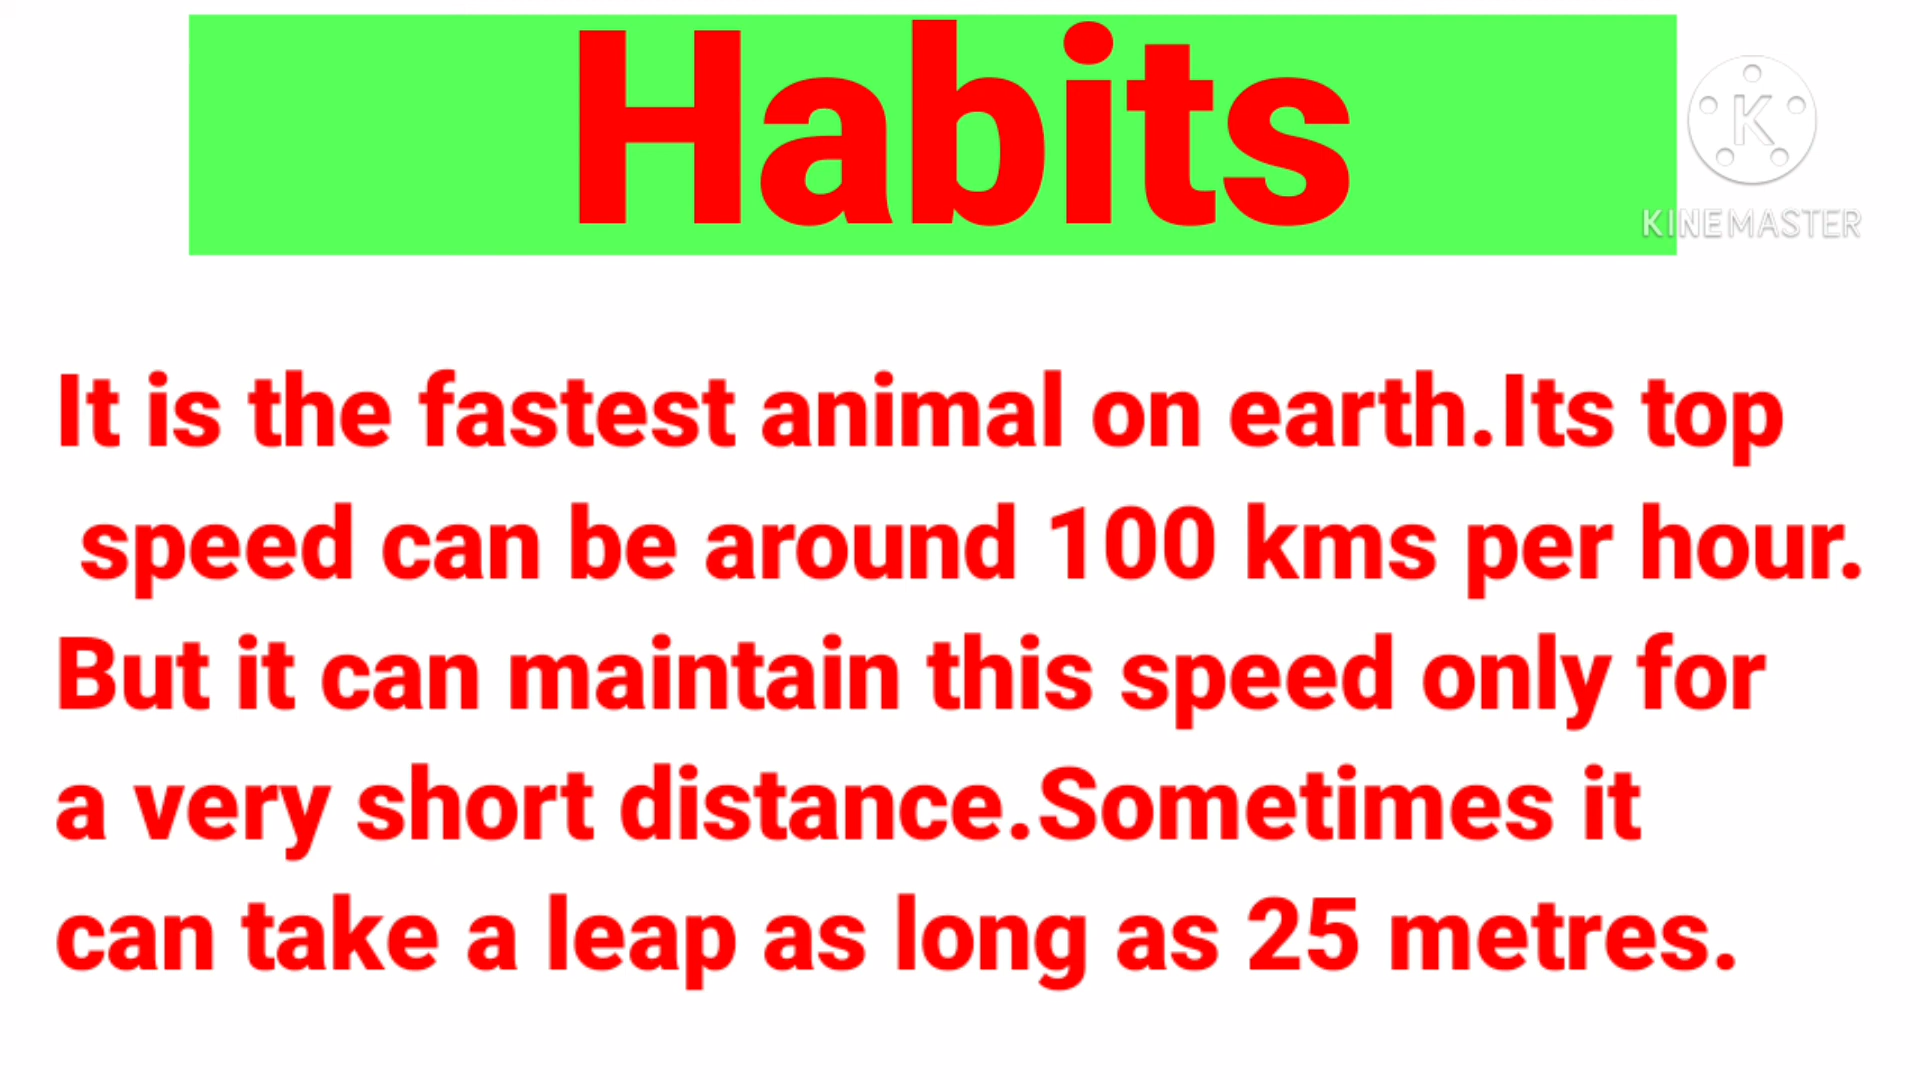 Habits
K
KINEMASTER
It is the fastest animal on earth.Its top
speed can be around 100 kms per hour.
But it can maintain this speed only for
a very short distance.Sometimes it
can take a leap as long as 25 metres.